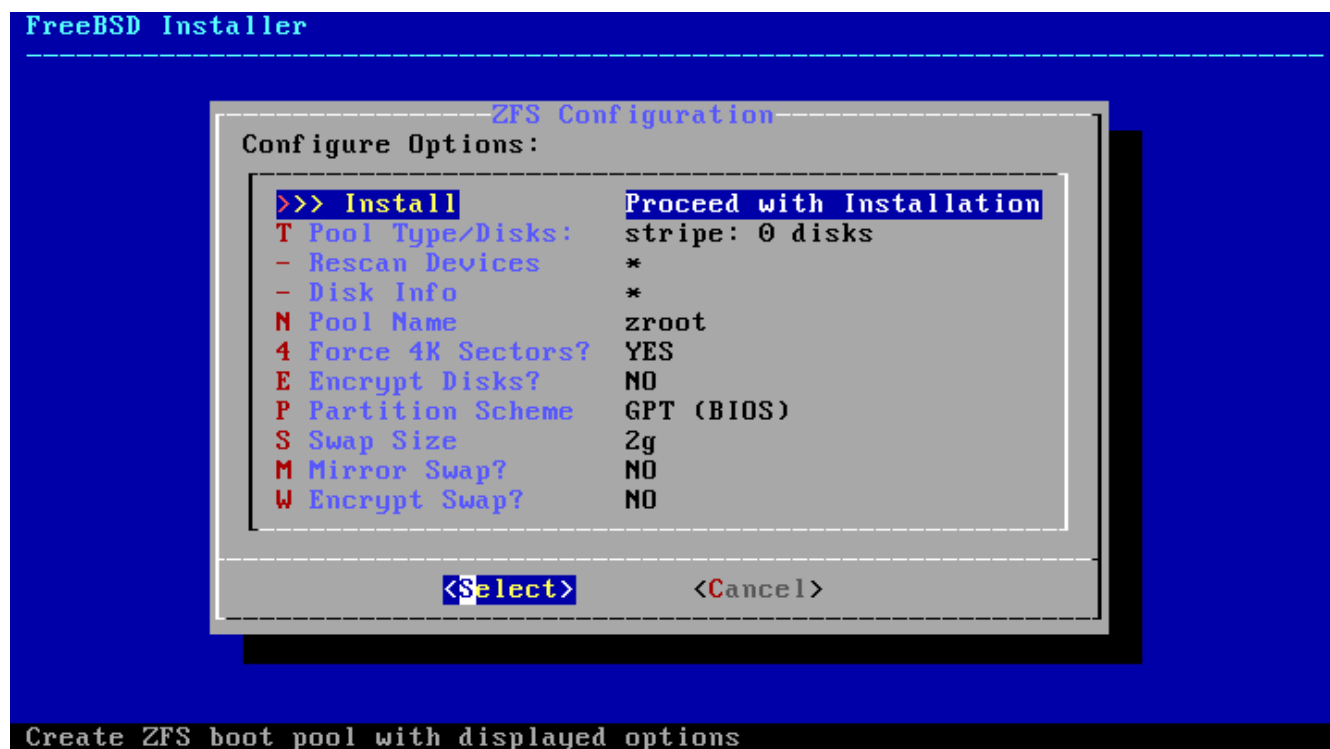 FreeBSD Installer
ZFS Configuration
Configure Options:
>>> Install Proceed with Installation
T Pool Type/Disks: stripe: 0 disks
- Rescan Devices *
- Disk Info *
N Pool Name zroot
4 Force 4K Sectors? YES
E Encrypt Disks? NO
P Partition Scheme GPT (BIOS)
S Swap Size 2g
M Mirror Swap? NO
W Encrypt Swap? NO
<Select> <Cancel>
Create ZFS boot pool with displayed options